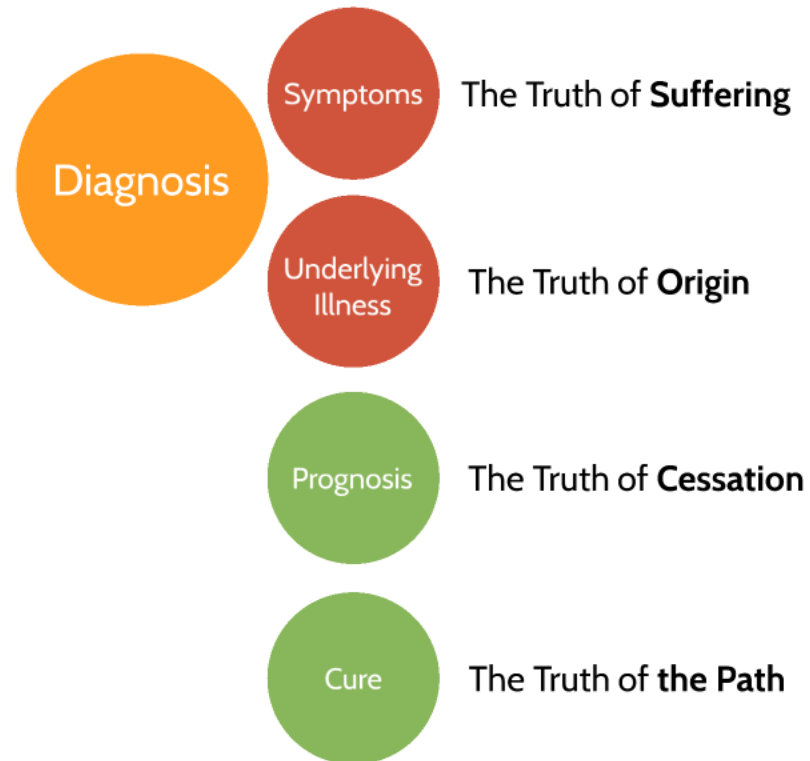 Diagnosis
Symptoms
The Truth of Suffering
Underlying
Illness
The Truth of Origin
Prognosis
The Truth of Cessation
Cure
The Truth of the Path